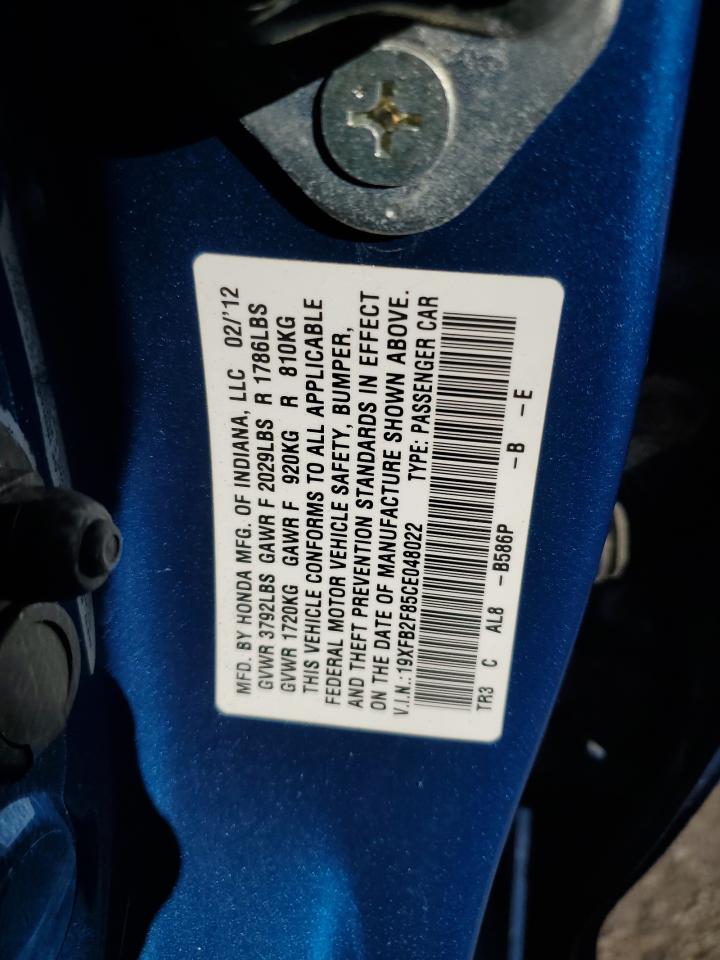 MFD. BY HONDA MFG. OF INDIANA, LLC 02/'12
GVWR 3792LBS GAWR F 2029LBS R 1786LBS
GVWR 1720KG GAWR F 920KG R 810KG
THIS VEHICLE CONFORMS TO ALL APPLICABLE
FEDERAL MOTOR VEHICLE SAFETY, BUMPER,
AND THEFT PREVENTION STANDARDS IN EFFECT
ON THE DATE OF MANUFACTURE SHOWN ABOVE.
V.I.N.: 19XFB2F85CE048022 TYPE: PASSENGER CAR
TR3 C AL8 -B586P -B -E